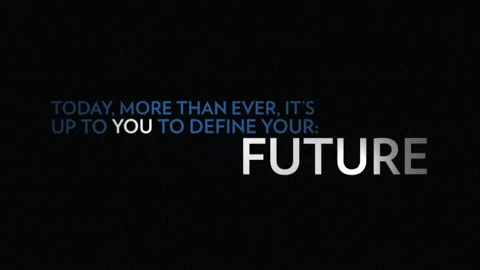 TODAY, MORE THAN EVER, IT'S
UP TO YOU TO DEFINE YOUR:
FUTURE